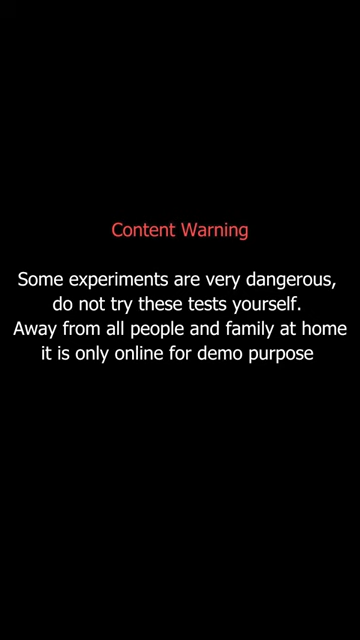 Content Warning
Some experiments are very dangerous,
do not try these tests yourself.
Away from all people and family at home
it is only online for demo purpose